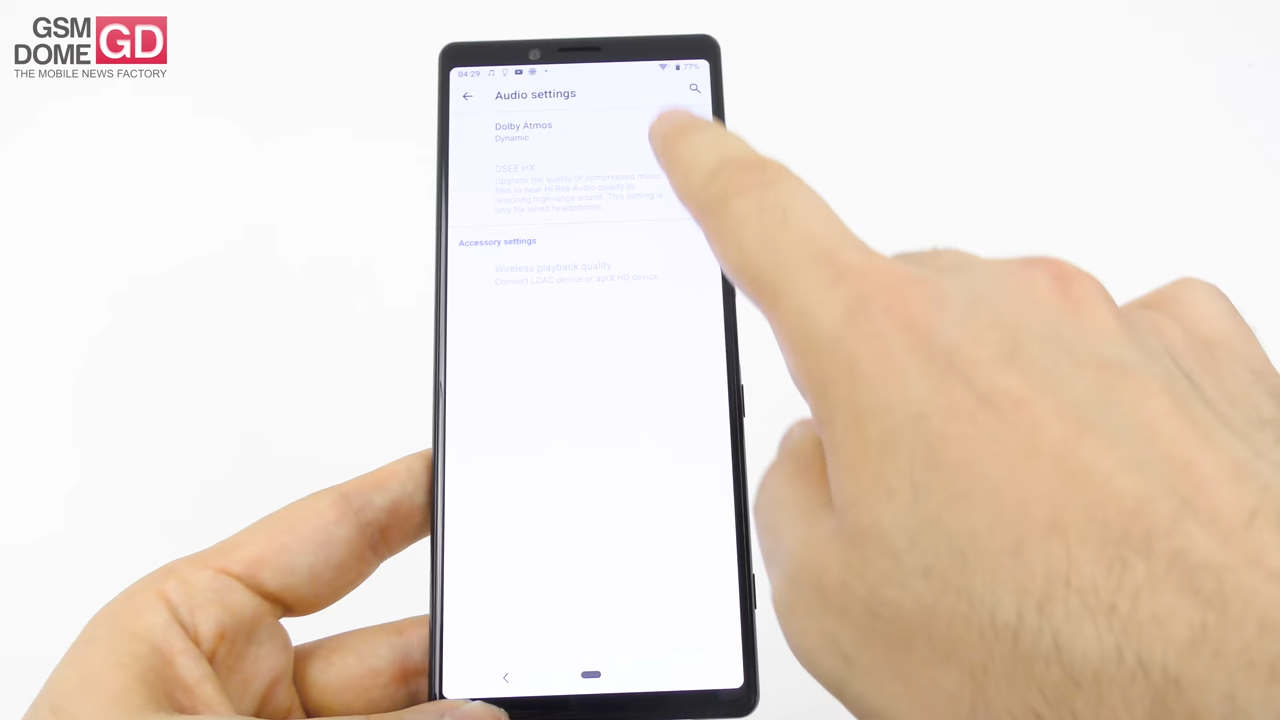 GSM
DOME GD
THE MOBILE NEWS FACTORY
04:29
77%
Audio settings
Dolby Atmos
Dynamic
DSEE HX
Upgrade the quality of compressed music
files to near Hi-Res Audio quality by
restoring high-range sound. This setting is
only for wired headphones.
Accessory settings
Wireless playback quality
Connect LDAC device or aptX HD device